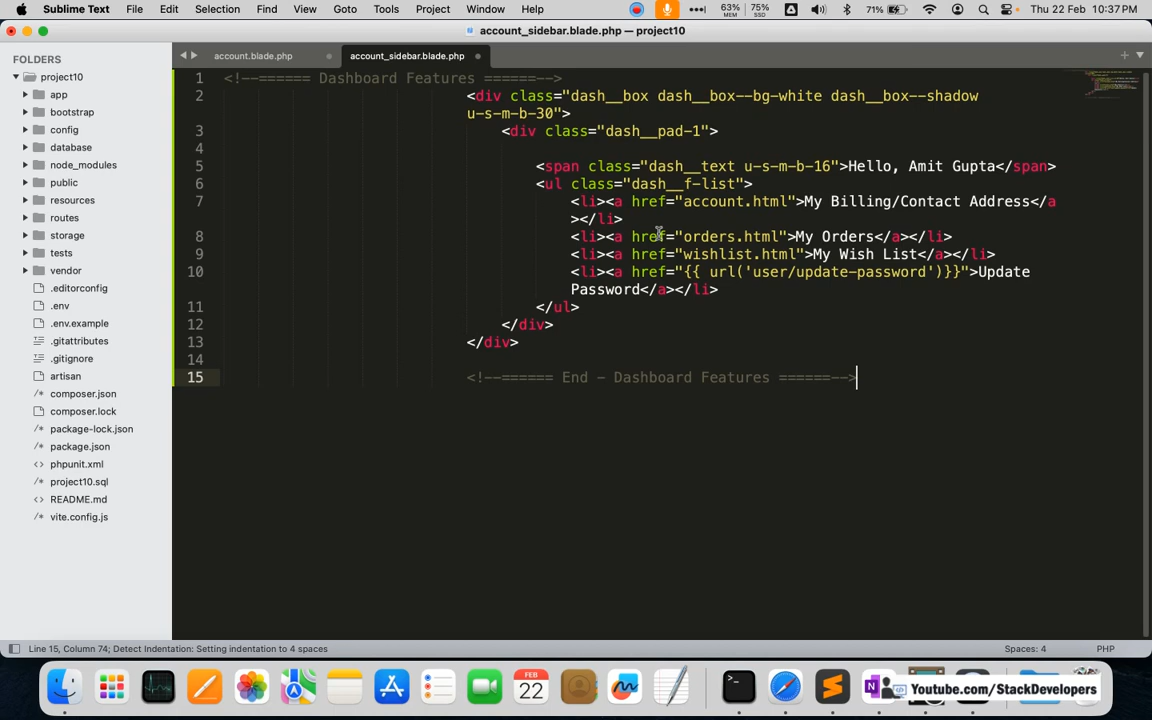 Sublime Text File Edit Selection Find View Goto Tools Project Window Help 63% MEM 75% SSD 71% Thu 22 Feb 10:37 PM
account_sidebar.blade.php — project10
FOLDERS
project10
app
bootstrap
config
database
node_modules
public
resources
routes
storage
tests
vendor
.editorconfig
.env
.env.example
.gitattributes
.gitignore
artisan
composer.json
composer.lock
package-lock.json
package.json
phpunit.xml
project10.sql
README.md
vite.config.js
account.blade.php account_sidebar.blade.php
1 <!--====== Dashboard Features ======-->
2 <div class="dash__box dash__box--bg-white dash__box--shadow
u-s-m-b-30">
3 <div class="dash__pad-1">
4
5 <span class="dash__text u-s-m-b-16">Hello, Amit Gupta</span>
6 <ul class="dash__f-list">
7 <li><a href="account.html">My Billing/Contact Address</a
></li>
8 <li><a href="orders.html">My Orders</a></li>
9 <li><a href="wishlist.html">My Wish List</a></li>
10 <li><a href="{{ url('user/update-password')}}">Update
Password</a></li>
11 </ul>
12 </div>
13 </div>
14
15 <!--====== End - Dashboard Features ======-->
Line 15, Column 74; Detect Indentation: Setting indentation to 4 spaces Spaces: 4 PHP
FEB
22
Youtube.com/StackDevelopers